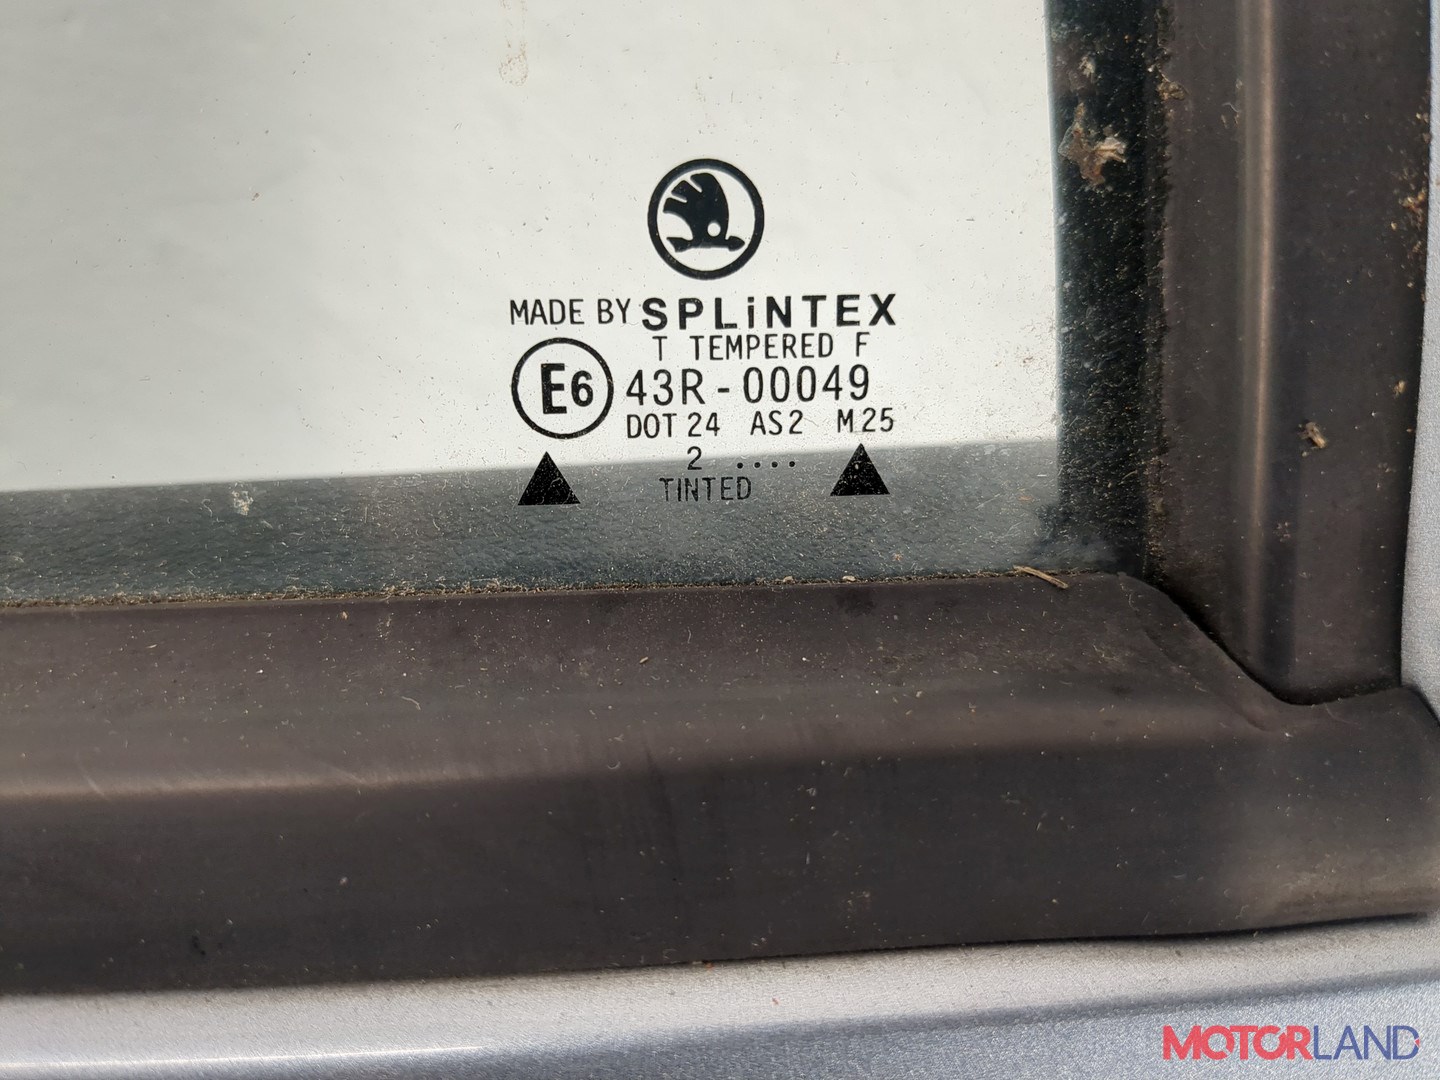 MADE BY SPLiNTEX
T TEMPERED F
E6 43R-00049
DOT 24 AS2 M25
2 ....
TINTED
MOTORLAND